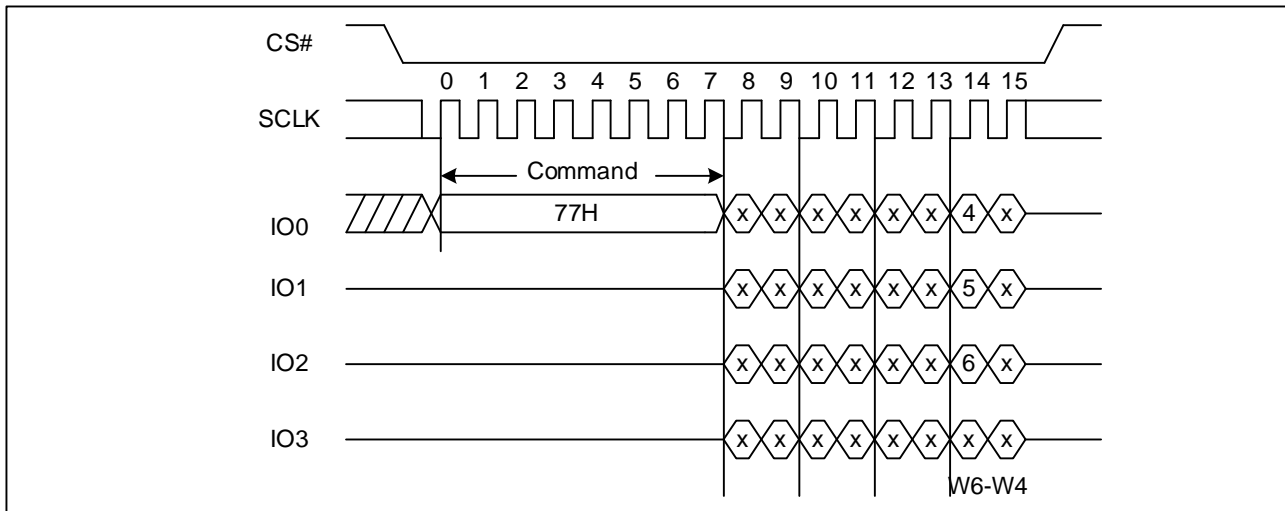 CS#
0 1 2 3 4 5 6 7 8 9 10 11 12 13 14 15
SCLK
Command
IO0 77H x x x x x x 4 x
IO1 x x x x x x 5 x
IO2 x x x x x x 6 x
IO3 x x x x x x x x
W6-W4